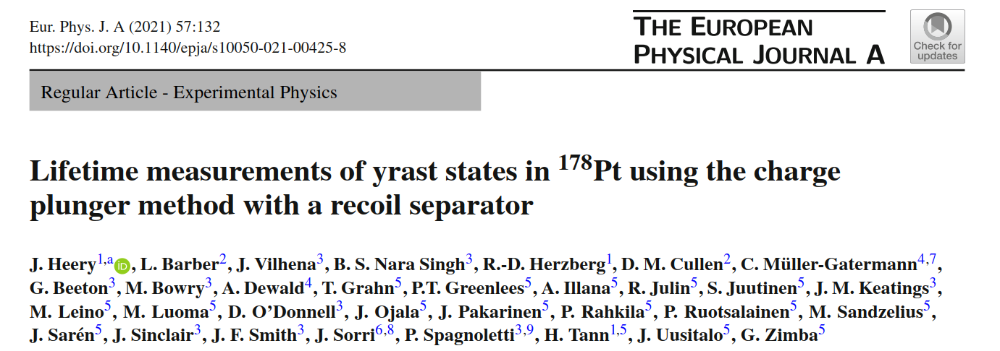 Eur. Phys. J. A (2021) 57:132
https://doi.org/10.1140/epja/s10050-021-00425-8
THE EUROPEAN
PHYSICAL JOURNAL A
Check for
updates
Regular Article - Experimental Physics
Lifetime measurements of yrast states in ¹⁷⁸Pt using the charge
plunger method with a recoil separator
J. Heery¹,ᵃ iD, L. Barber², J. Vilhena³, B. S. Nara Singh³, R.-D. Herzberg¹, D. M. Cullen², C. Müller-Gatermann⁴,⁷,
G. Beeton³, M. Bowry³, A. Dewald⁴, T. Grahn⁵, P.T. Greenlees⁵, A. Illana⁵, R. Julin⁵, S. Juutinen⁵, J. M. Keatings³,
M. Leino⁵, M. Luoma⁵, D. O’Donnell³, J. Ojala⁵, J. Pakarinen⁵, P. Rahkila⁵, P. Ruotsalainen⁵, M. Sandzelius⁵,
J. Sarén⁵, J. Sinclair³, J. F. Smith³, J. Sorri⁶,⁸, P. Spagnoletti³,⁹, H. Tann¹,⁵, J. Uusitalo⁵, G. Zimba⁵